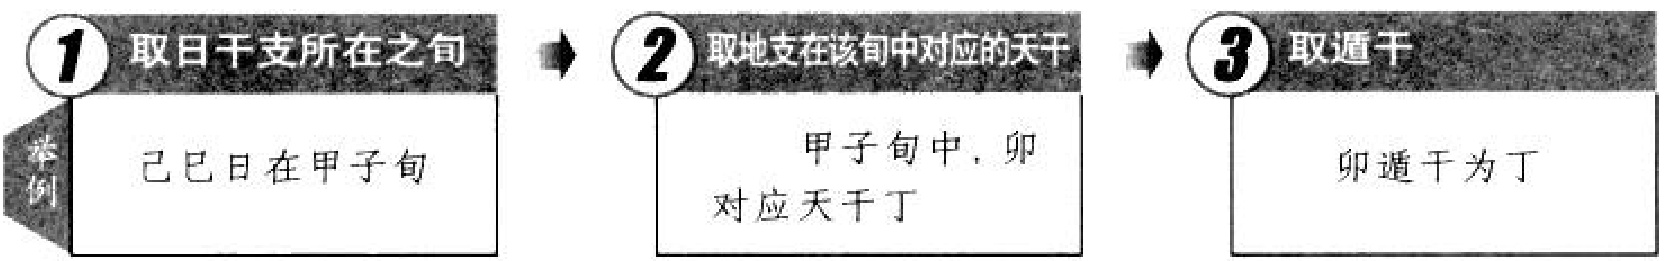 1 取日干支所在之旬
举例
己巳日在甲子旬
2 取地支在该旬中对应的天干
甲子旬中,卯
对应天干丁
3 取遁干
卯遁干为丁